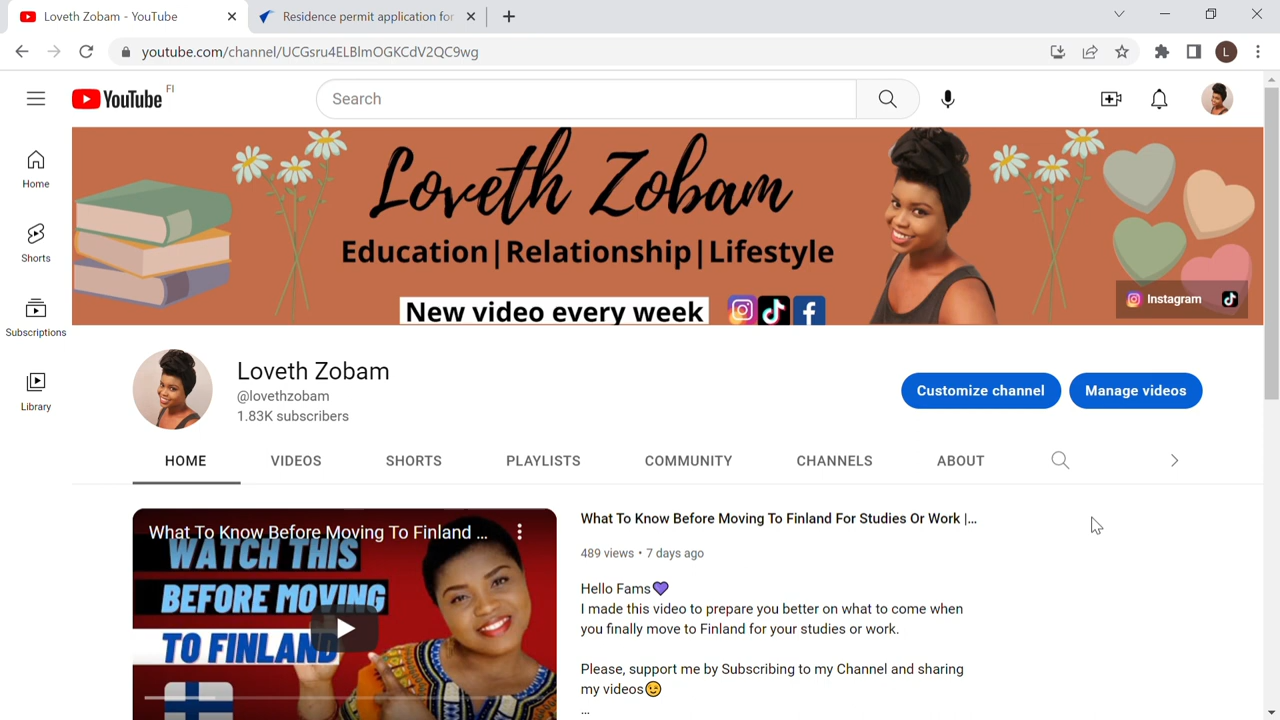 Loveth Zobam - YouTube
Residence permit application for
youtube.com/channel/UCGsru4ELBlmOGKCdV2QC9wg
L
YouTube FI
Search
Home
Shorts
Subscriptions
Library
Loveth Zobam
Education|Relationship|Lifestyle
New video every week
Instagram
Loveth Zobam
@lovethzobam
1.83K subscribers
Customize channel
Manage videos
HOME VIDEOS SHORTS PLAYLISTS COMMUNITY CHANNELS ABOUT
What To Know Before Moving To Finland ...
WATCH THIS
BEFORE MOVING
TO FINLAND
What To Know Before Moving To Finland For Studies Or Work |...
489 views • 7 days ago
Hello Fams💜
I made this video to prepare you better on what to come when
you finally move to Finland for your studies or work.
Please, support me by Subscribing to my Channel and sharing
my videos😉
...